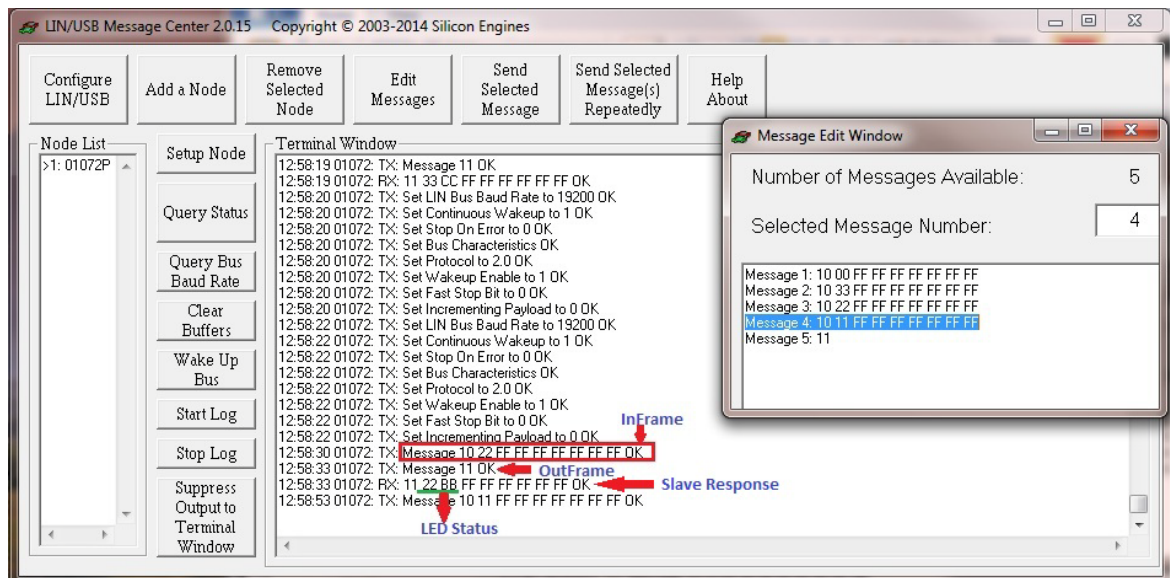 LIN/USB Message Center 2.0.15 Copyright © 2003-2014 Silicon Engines
Configure
LIN/USB
Add a Node
Remove
Selected
Node
Edit
Messages
Send
Selected
Message
Send Selected
Message(s)
Repeatedly
Help
About
Node List
>1: 01072P
Setup Node
Query Status
Query Bus
Baud Rate
Clear
Buffers
Wake Up
Bus
Start Log
Stop Log
Suppress
Output to
Terminal
Window
Terminal Window
12:58:19 01072: TX: Message 11 OK
12:58:19 01072: RX: 11 33 CC FF FF FF FF FF FF OK
12:58:20 01072: TX: Set LIN Bus Baud Rate to 19200 OK
12:58:20 01072: TX: Set Continuous Wakeup to 1 OK
12:58:20 01072: TX: Set Stop On Error to 0 OK
12:58:20 01072: TX: Set Bus Characteristics OK
12:58:20 01072: TX: Set Protocol to 2.0 OK
12:58:20 01072: TX: Set Wakeup Enable to 1 OK
12:58:20 01072: TX: Set Fast Stop Bit to 0 OK
12:58:20 01072: TX: Set Incrementing Payload to 0 OK
12:58:22 01072: TX: Set LIN Bus Baud Rate to 19200 OK
12:58:22 01072: TX: Set Continuous Wakeup to 1 OK
12:58:22 01072: TX: Set Stop On Error to 0 OK
12:58:22 01072: TX: Set Bus Characteristics OK
12:58:22 01072: TX: Set Protocol to 2.0 OK
12:58:22 01072: TX: Set Wakeup Enable to 1 OK
12:58:22 01072: TX: Set Fast Stop Bit to 0 OK
12:58:22 01072: TX: Set Incrementing Payload to 0 OK
InFrame
12:58:30 01072: TX: Message 10 22 FF FF FF FF FF FF FF OK
12:58:33 01072: TX: Message 11 OK
OutFrame
12:58:33 01072: RX: 11 22 BB FF FF FF FF FF FF OK
Slave Response
12:58:53 01072: TX: Message 10 11 FF FF FF FF FF FF FF OK
LED Status
Message Edit Window
Number of Messages Available: 5
Selected Message Number: 4
Message 1: 10 00 FF FF FF FF FF FF FF
Message 2: 10 33 FF FF FF FF FF FF FF
Message 3: 10 22 FF FF FF FF FF FF FF
Message 4: 10 11 FF FF FF FF FF FF FF
Message 5: 11